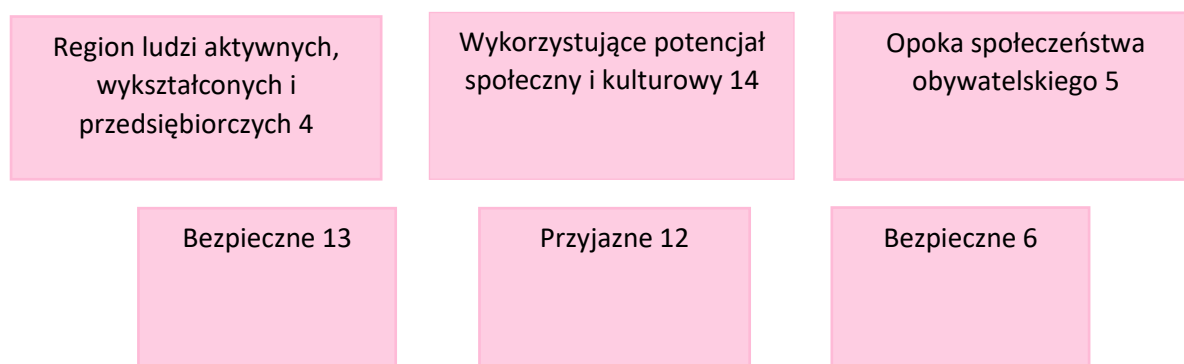 Region ludzi aktywnych,
wykształconych i
przedsiębiorczych 4
Wykorzystujące potencjał
społeczny i kulturowy 14
Opoka społeczeństwa
obywatelskiego 5
Bezpieczne 13
Przyjazne 12
Bezpieczne 6